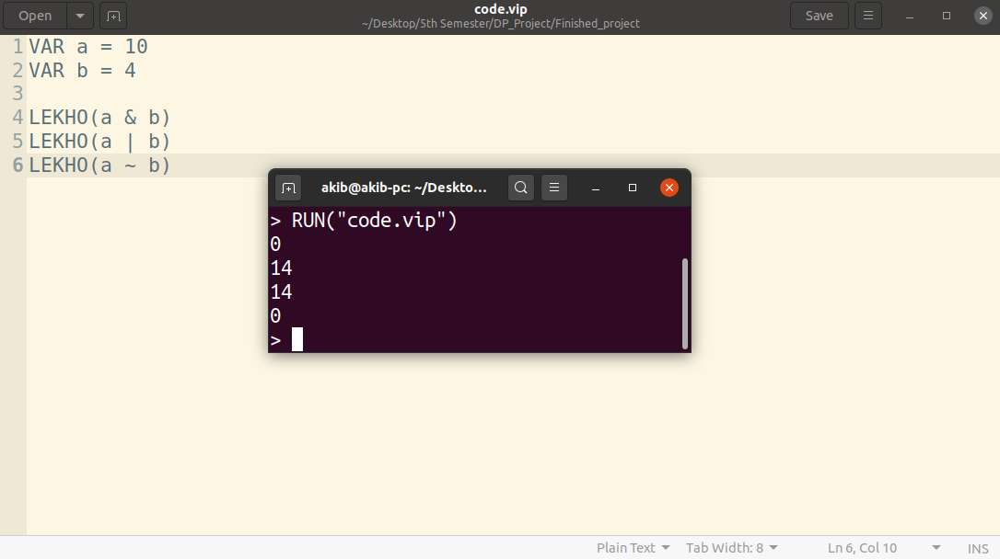 Open
code.vip
~/Desktop/5th Semester/DP_Project/Finished_project
Save
1 VAR a = 10
2 VAR b = 4
3
4 LEKHO(a & b)
5 LEKHO(a | b)
6 LEKHO(a ~ b)
akib@akib-pc: ~/Deskto...
> RUN("code.vip")
0
14
14
0
>
Plain Text Tab Width: 8 Ln 6, Col 10 INS